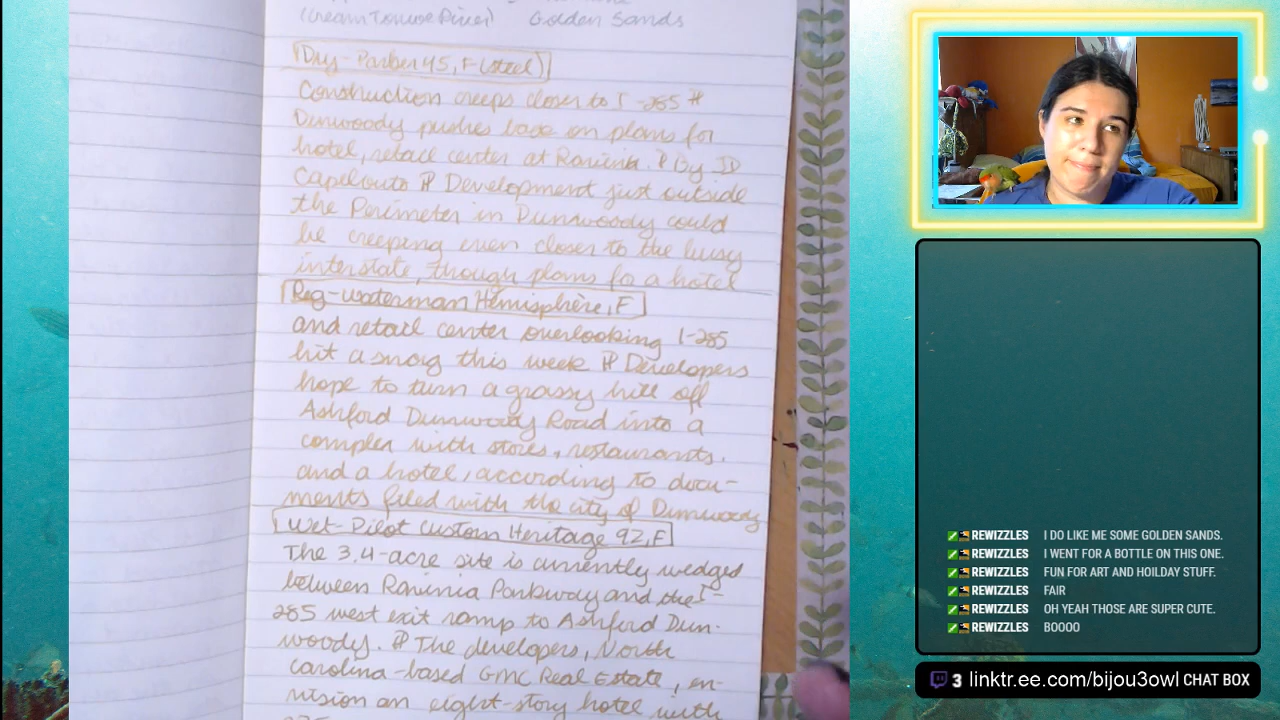 (Cream Tortoise Diner) Golden Sands
Dry-Parker 45, F (steel)
Construction creeps closer to I-285 #
Dunwoody pushes back on plans for
hotel, retail center at Ravinia. ⁋ By JD
Capelouto ⁋ Development just outside
the Perimeter in Dunwoody could
be creeping even closer to the busy
interstate, though plans for a hotel
Reg-Waterman Hemisphère, F
and retail center overlooking I-285
hit a snag this week ⁋ Developers
hope to turn a grassy hill off
Ashford Dunwoody Road into a
complex with stores, restaurants,
and a hotel, according to docu-
ments filed with the city of Dunwoody
Wet-Pilot Custom Heritage 92, F
The 3.4-acre site is currently wedged
between Ravinia Parkway and the I-
285 west exit ramp to Ashford Dun-
woody. ⁋ The developers, North
Carolina-based GMC Real Estate, en-
vision an eight-story hotel with
REWIZZLES I DO LIKE ME SOME GOLDEN SANDS.
REWIZZLES I WENT FOR A BOTTLE ON THIS ONE.
REWIZZLES FUN FOR ART AND HOILDAY STUFF.
REWIZZLES FAIR
REWIZZLES OH YEAH THOSE ARE SUPER CUTE.
REWIZZLES BOOOO
3 linktr.ee.com/bijou3owl CHAT BOX